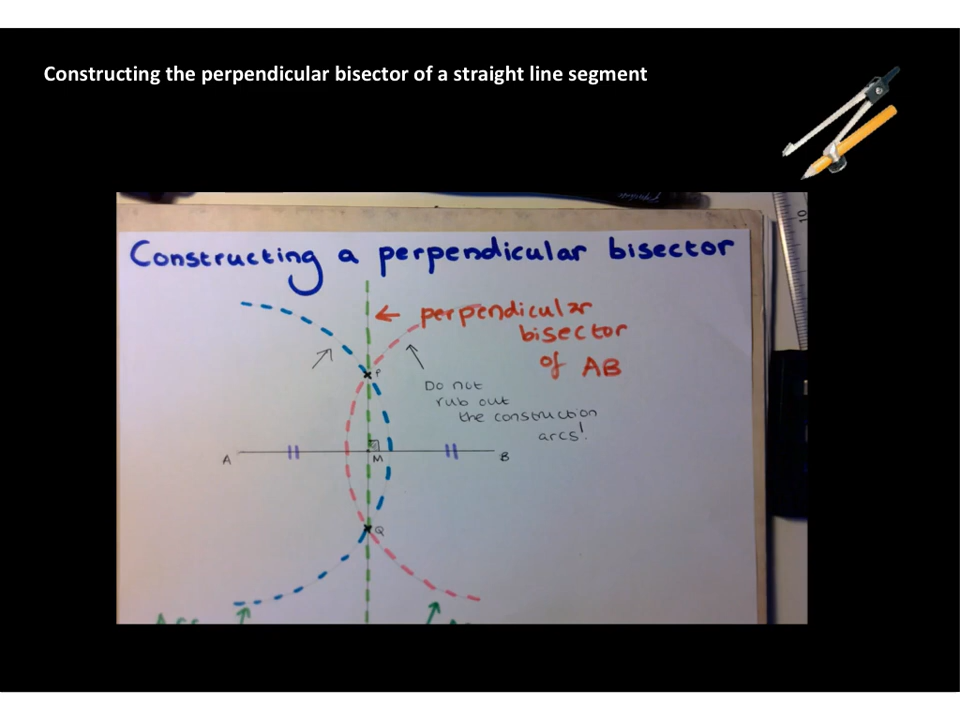 Constructing the perpendicular bisector of a straight line segment
10
Constructing a perpendicular bisector
← perpendicular
bisector
of AB
P
Do not
rub out
the construction
arcs!
A
M
B
Q